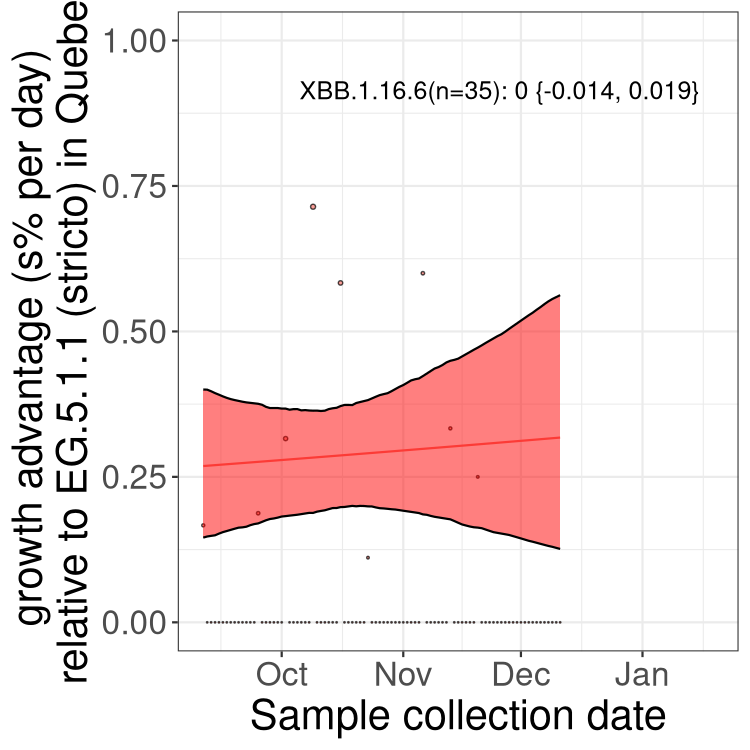 growth advantage (s% per day)
relative to EG.5.1.1 (stricto) in Quebe
1.00
0.75
0.50
0.25
0.00
XBB.1.16.6(n=35): 0 {-0.014, 0.019}
Oct Nov Dec Jan
Sample collection date